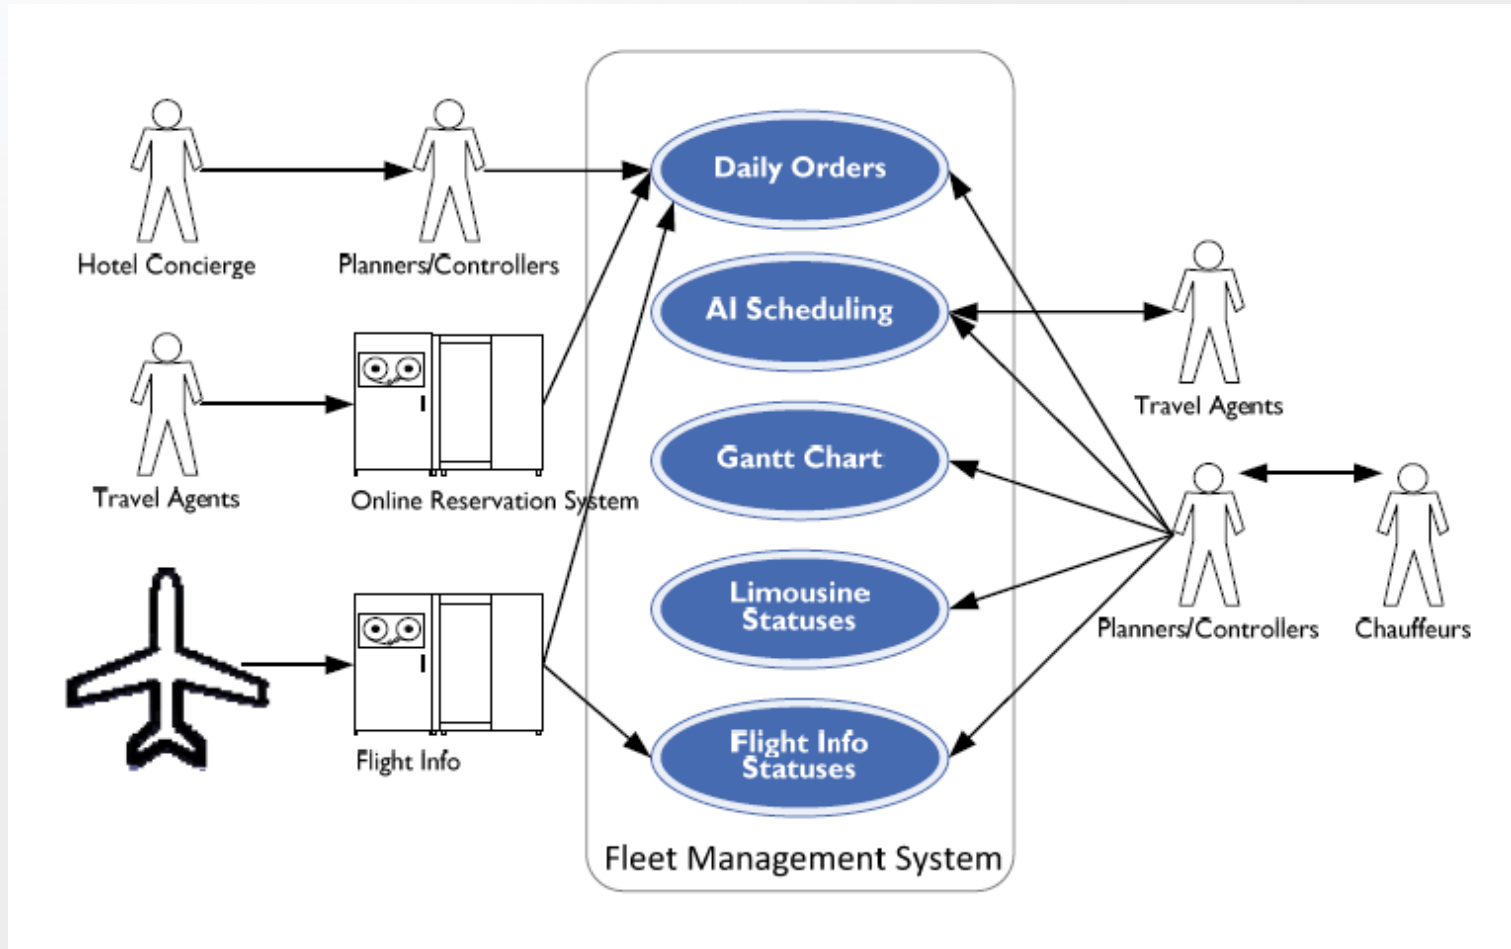 Daily Orders
Hotel Concierge
Planners/Controllers
AI Scheduling
Travel Agents
Gantt Chart
Travel Agents
Online Reservation System
Limousine
Statuses
Planners/Controllers
Chauffeurs
Flight Info
Flight Info
Statuses
Fleet Management System